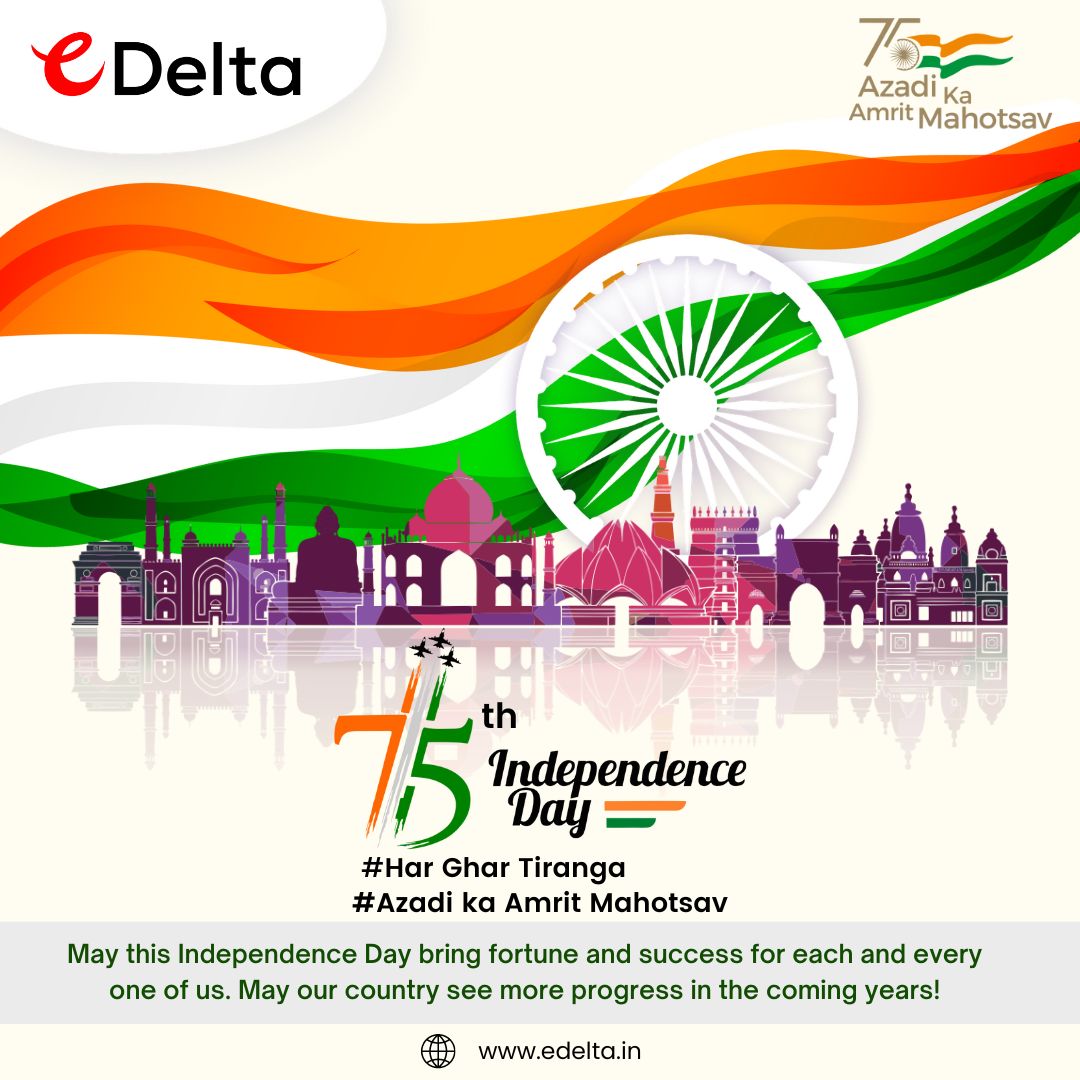 eDelta
75
Azadi Ka
Amrit Mahotsav
75th
Independence
Day
#Har Ghar Tiranga
#Azadi ka Amrit Mahotsav
May this Independence Day bring fortune and success for each and every
one of us. May our country see more progress in the coming years!
www.edelta.in